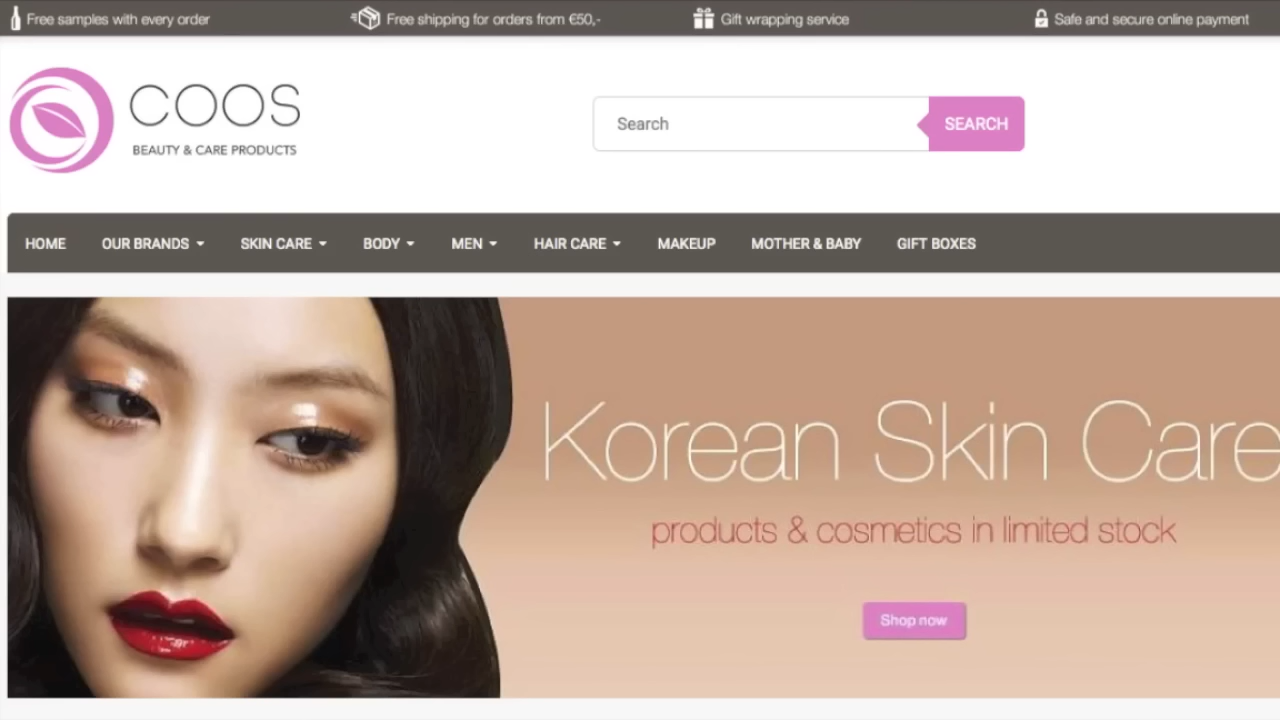 Free samples with every order
Free shipping for orders from €50,-
Gift wrapping service
Safe and secure online payment
COOS
BEAUTY & CARE PRODUCTS
Search
SEARCH
HOME
OUR BRANDS
SKIN CARE
BODY
MEN
HAIR CARE
MAKEUP
MOTHER & BABY
GIFT BOXES
Korean Skin Care
products & cosmetics in limited stock
Shop now